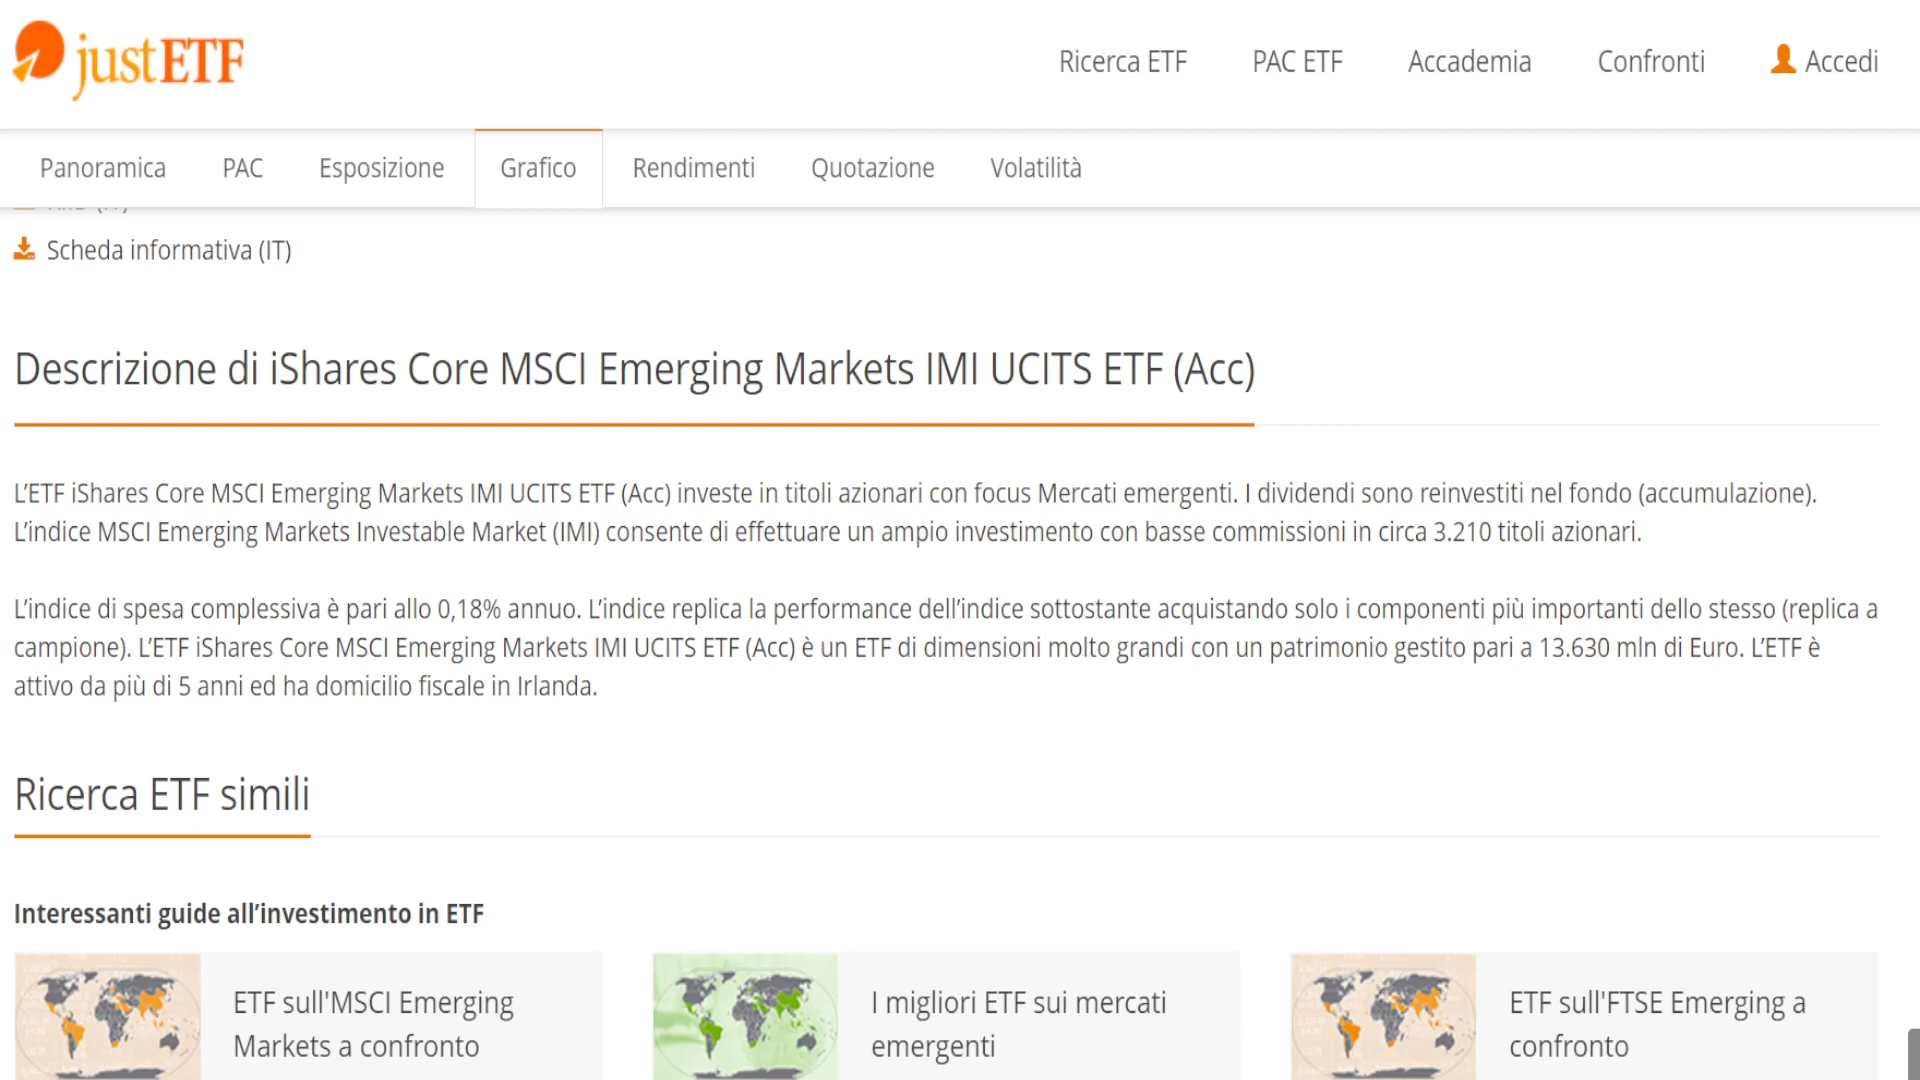 justETF
Ricerca ETF
PAC ETF
Accademia
Confronti
Accedi
Panoramica
PAC
Esposizione
Grafico
Rendimenti
Quotazione
Volatilità
Scheda informativa (IT)
Descrizione di iShares Core MSCI Emerging Markets IMI UCITS ETF (Acc)
L'ETF iShares Core MSCI Emerging Markets IMI UCITS ETF (Acc) investe in titoli azionari con focus Mercati emergenti. I dividendi sono reinvestiti nel fondo (accumulazione).
L'indice MSCI Emerging Markets Investable Market (IMI) consente di effettuare un ampio investimento con basse commissioni in circa 3.210 titoli azionari.
L'indice di spesa complessiva è pari allo 0,18% annuo. L'indice replica la performance dell'indice sottostante acquistando solo i componenti più importanti dello stesso (replica a
campione). L'ETF iShares Core MSCI Emerging Markets IMI UCITS ETF (Acc) è un ETF di dimensioni molto grandi con un patrimonio gestito pari a 13.630 mln di Euro. L'ETF è
attivo da più di 5 anni ed ha domicilio fiscale in Irlanda.
Ricerca ETF simili
Interessanti guide all'investimento in ETF
ETF sull'MSCI Emerging
Markets a confronto
I migliori ETF sui mercati
emergenti
ETF sull'FTSE Emerging a
confronto